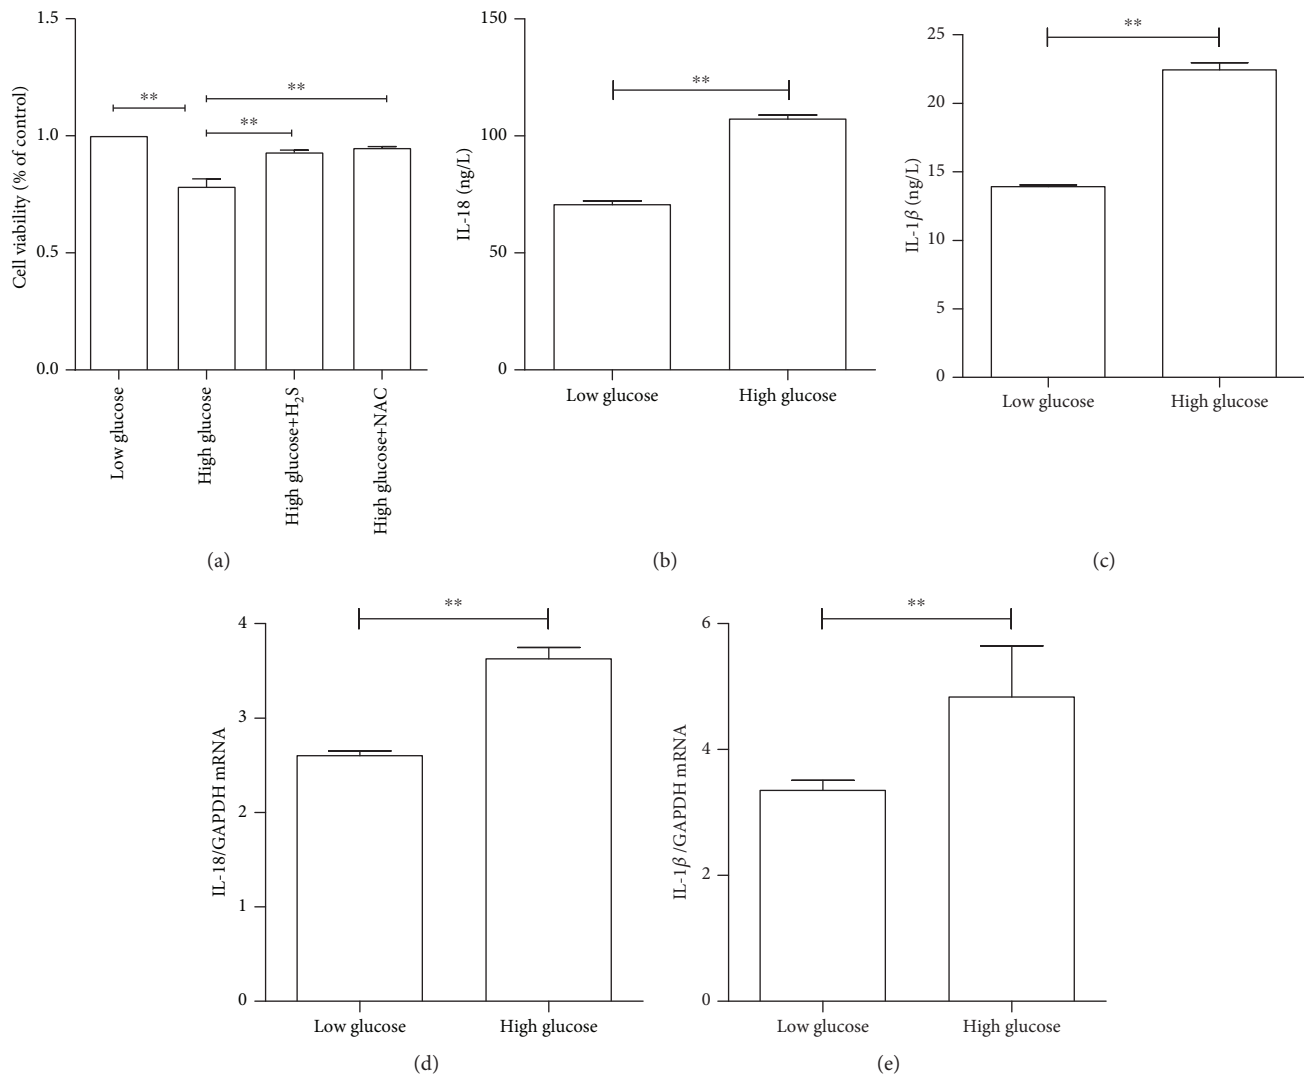 Cell viability (% of control)
1.5
1.0
0.5
0.0
**
**
**
Low glucose
High glucose
High glucose+H₂S
High glucose+NAC
(a)
IL-18 (ng/L)
150
100
50
0
**
Low glucose
High glucose
(b)
IL-1β (ng/L)
25
23
15
13
5
0
**
Low glucose
High glucose
(c)
IL-18/GAPDH mRNA
4
3
2
1
0
**
Low glucose
High glucose
(d)
IL-1β /GAPDH mRNA
6
4
2
0
**
Low glucose
High glucose
(e)